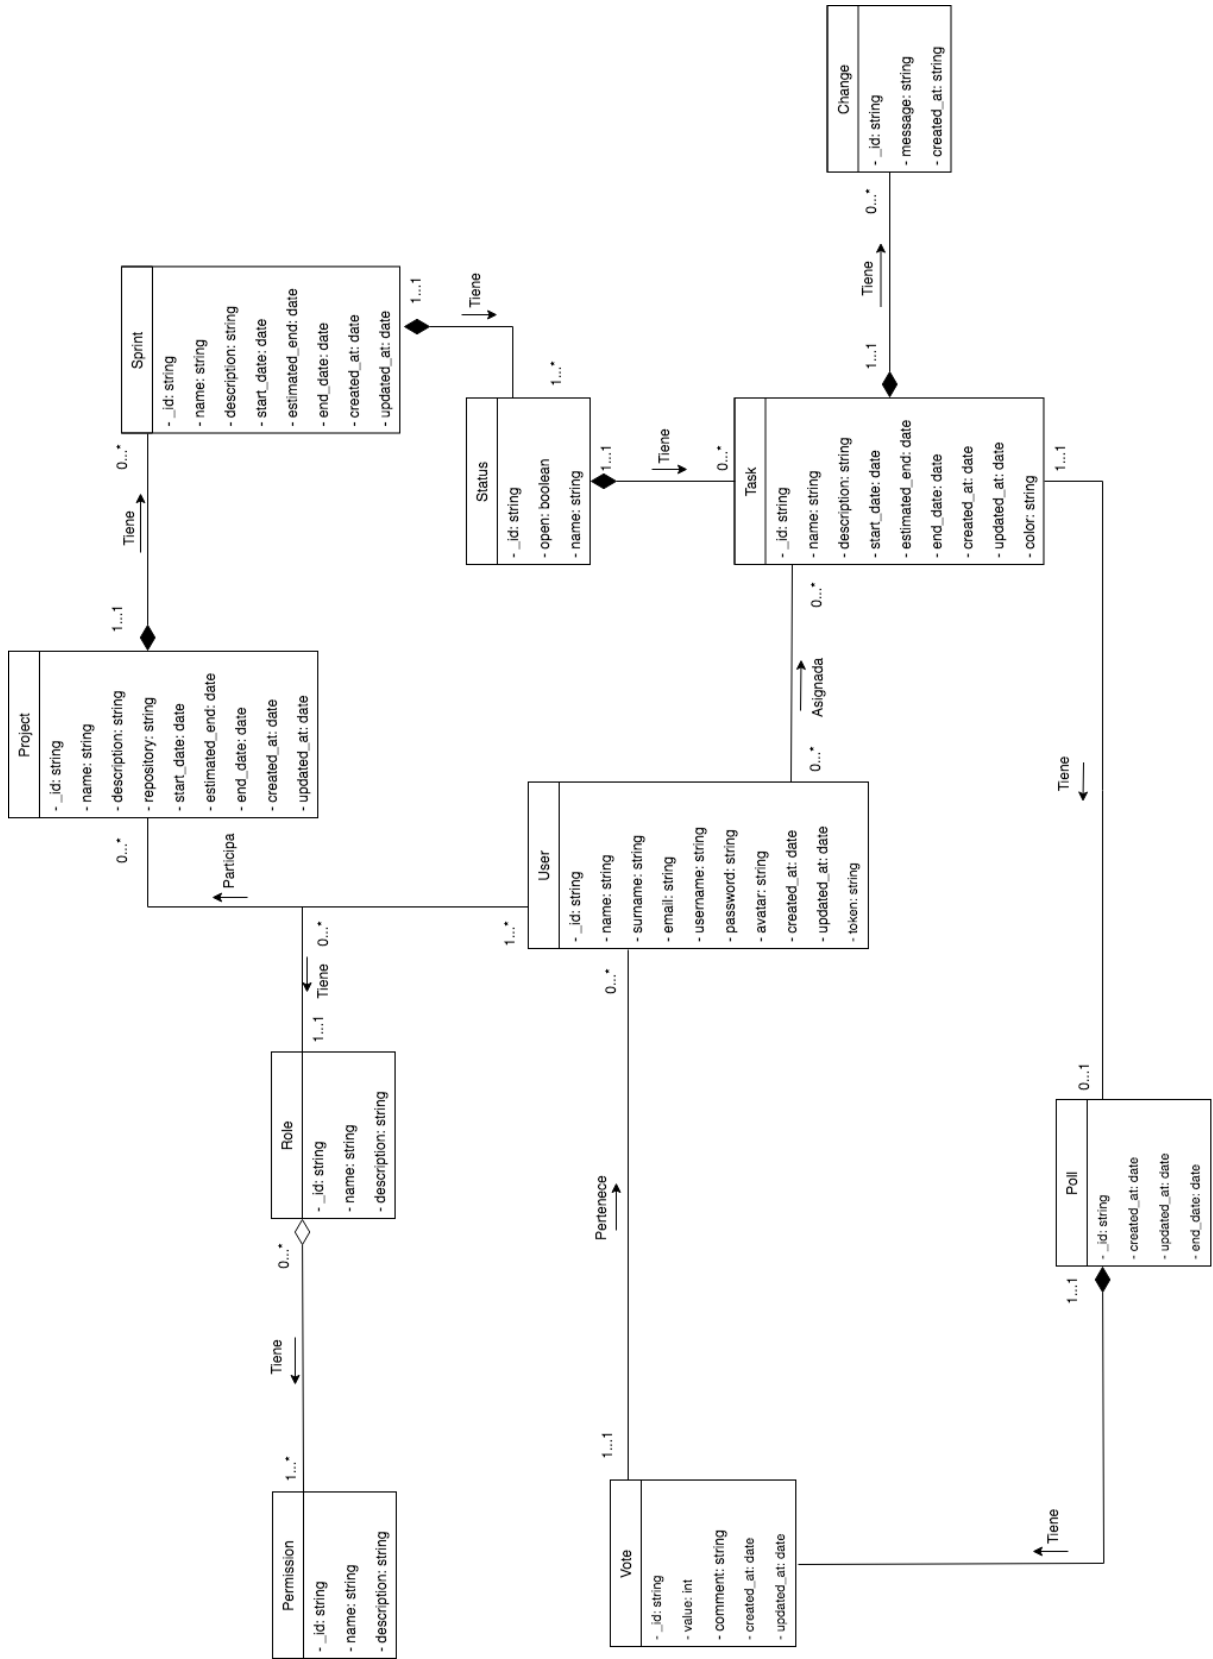 Permission
- _id: string
- name: string
- description: string
1...*
Tiene
0...*
Role
- _id: string
- name: string
- description: string
1...1
Tiene
0...*
Participa
0...*
Project
- _id: string
- name: string
- description: string
- repository: string
- start_date: date
- estimated_end: date
- end_date: date
- created_at: date
- updated_at: date
1...1
Tiene
0...*
Sprint
- _id: string
- name: string
- description: string
- start_date: date
- estimated_end: date
- end_date: date
- created_at: date
- updated_at: date
1...1
Tiene
1...*
Status
- _id: string
- open: boolean
- name: string
1...1
Tiene
0...*
Task
- _id: string
- name: string
- description: string
- start_date: date
- estimated_end: date
- end_date: date
- created_at: date
- updated_at: date
- color: string
1...1
Tiene
0...*
Change
- _id: string
- message: string
- created_at: string
1...*
User
- _id: string
- name: string
- surname: string
- email: string
- username: string
- password: string
- avatar: string
- created_at: date
- updated_at: date
- token: string
0...*
Asignada
0...*
Vote
- _id: string
- value: int
- comment: string
- created_at: date
- updated_at: date
1...1
Pertenece
0...*
Tiene
1...1
Poll
- _id: string
- created_at: date
- updated_at: date
- end_date: date
0...1
Tiene
1...1